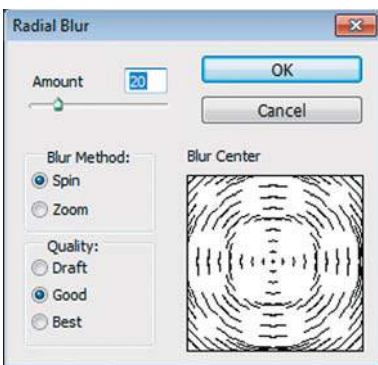 Radial Blur
Amount 20
OK
Cancel
Blur Method:
Spin
Zoom
Blur Center
Quality:
Draft
Good
Best